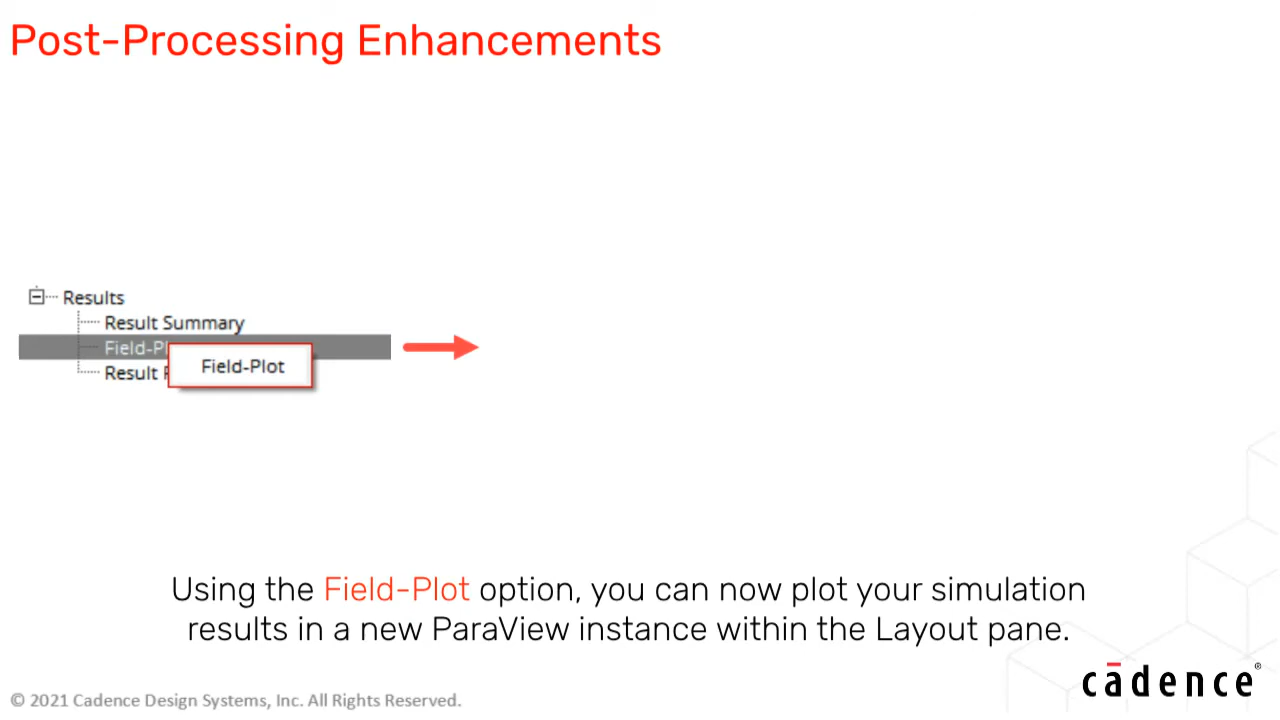 Post-Processing Enhancements
Results
Result Summary
Field-Pl
Field-Plot
Result
Using the Field-Plot option, you can now plot your simulation
results in a new ParaView instance within the Layout pane.
© 2021 Cadence Design Systems, Inc. All Rights Reserved.
cādence®